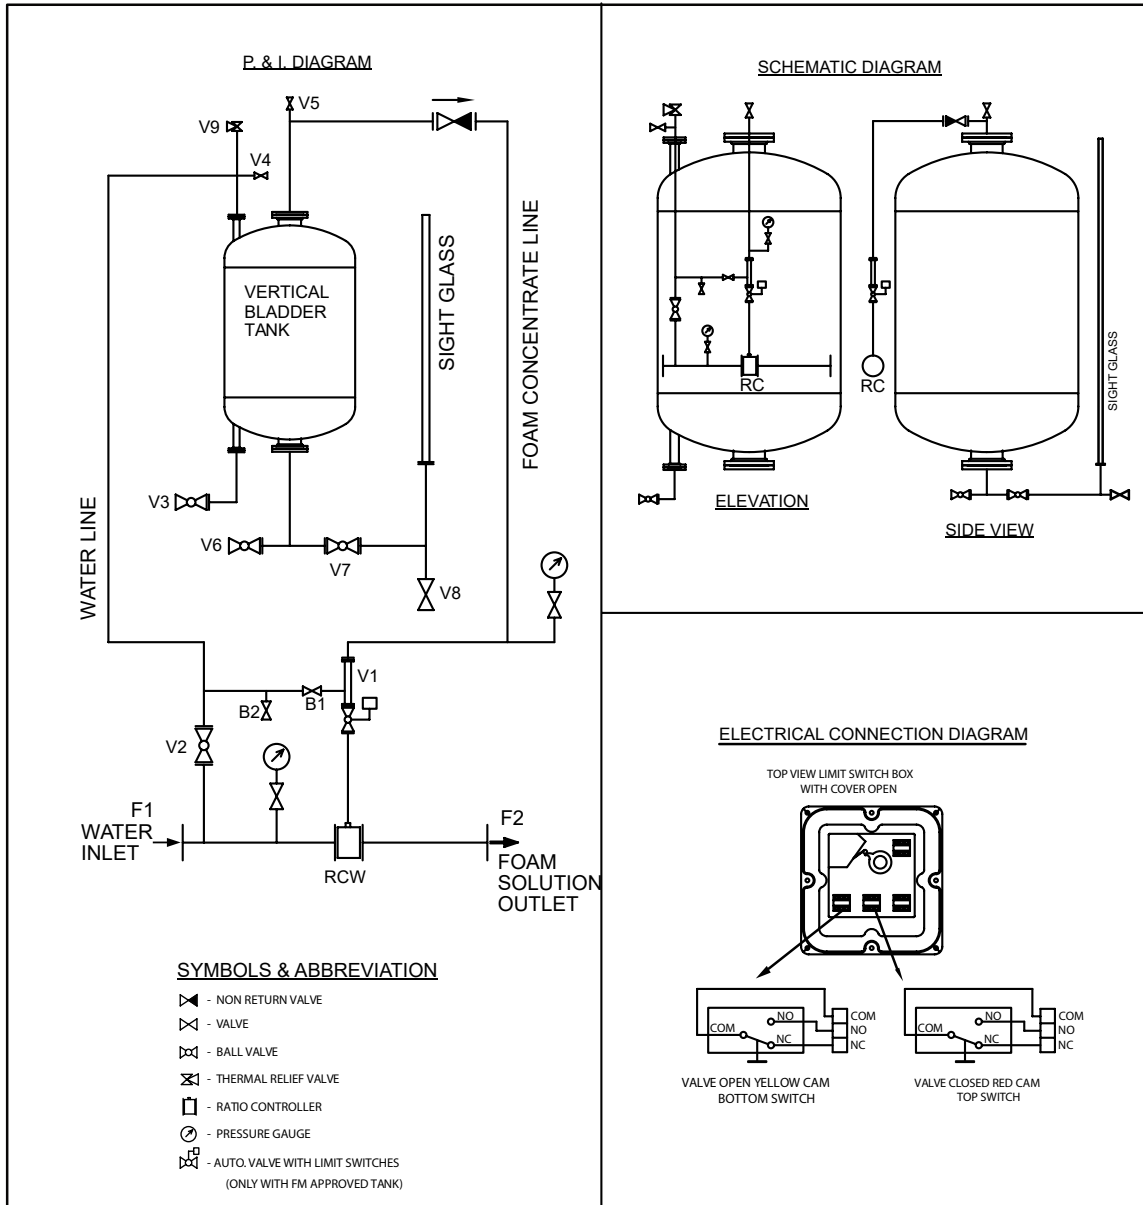 P. & I. DIAGRAM
V5
V9
V4
VERTICAL
BLADDER
TANK
SIGHT GLASS
FOAM CONCENTRATE LINE
WATER LINE
V3
V6
V7
V8
V1
B2
B1
V2
F1
WATER
INLET
RCW
F2
FOAM
SOLUTION
OUTLET
SYMBOLS & ABBREVIATION
- NON RETURN VALVE
- VALVE
- BALL VALVE
- THERMAL RELIEF VALVE
- RATIO CONTROLLER
- PRESSURE GAUGE
- AUTO. VALVE WITH LIMIT SWITCHES
(ONLY WITH FM APPROVED TANK)
SCHEMATIC DIAGRAM
RC
RC
SIGHT GLASS
ELEVATION
SIDE VIEW
ELECTRICAL CONNECTION DIAGRAM
TOP VIEW LIMIT SWITCH BOX
WITH COVER OPEN
COM
NO
NC
COM
NO
NC
VALVE OPEN YELLOW CAM
BOTTOM SWITCH
COM
NO
NC
COM
NO
NC
VALVE CLOSED RED CAM
TOP SWITCH